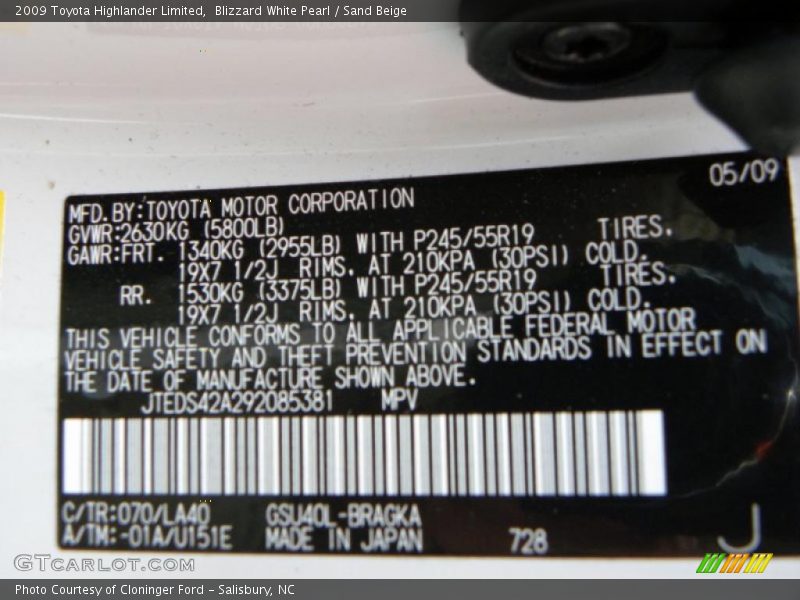 2009 Toyota Highlander Limited, Blizzard White Pearl / Sand Beige
05/09
MFD.BY:TOYOTA MOTOR CORPORATION
GVWR:2630KG (5800LB)
GAWR:FRT. 1340KG (2955LB) WITH P245/55R19 TIRES.
19X7 1/2J RIMS. AT 210KPA (30PSI) COLD.
RR. 1530KG (3375LB) WITH P245/55R19 TIRES.
19X7 1/2J RIMS. AT 210KPA (30PSI) COLD.
THIS VEHICLE CONFORMS TO ALL APPLICABLE FEDERAL MOTOR
VEHICLE SAFETY AND THEFT PREVENTION STANDARDS IN EFFECT ON
THE DATE OF MANUFACTURE SHOWN ABOVE.
JTEDS42A292085381 MPV
C/TR:070/LA40 GSU40L-BRAGKA
A/TM:-01A/U151E MADE IN JAPAN 728 J
GTCARLOT.COM
Photo Courtesy of Cloninger Ford - Salisbury, NC